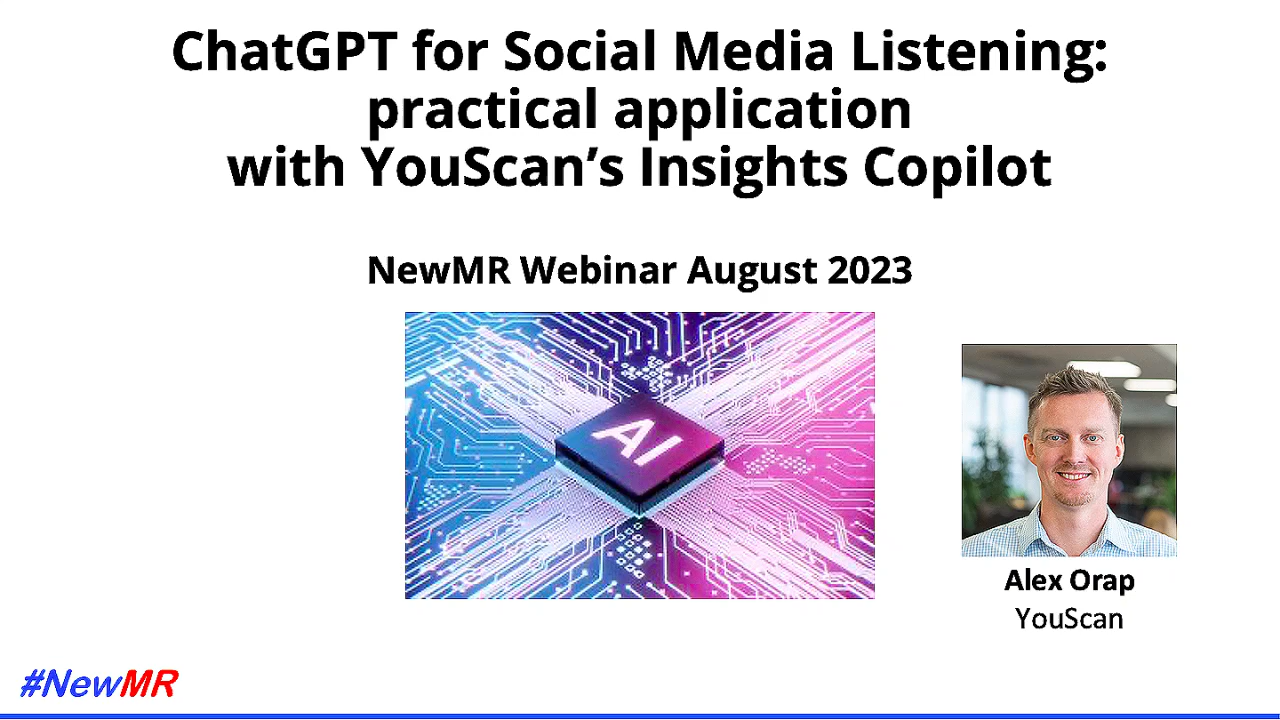 ChatGPT for Social Media Listening:
practical application
with YouScan’s Insights Copilot
NewMR Webinar August 2023
AI
Alex Orap
YouScan
#NewMR